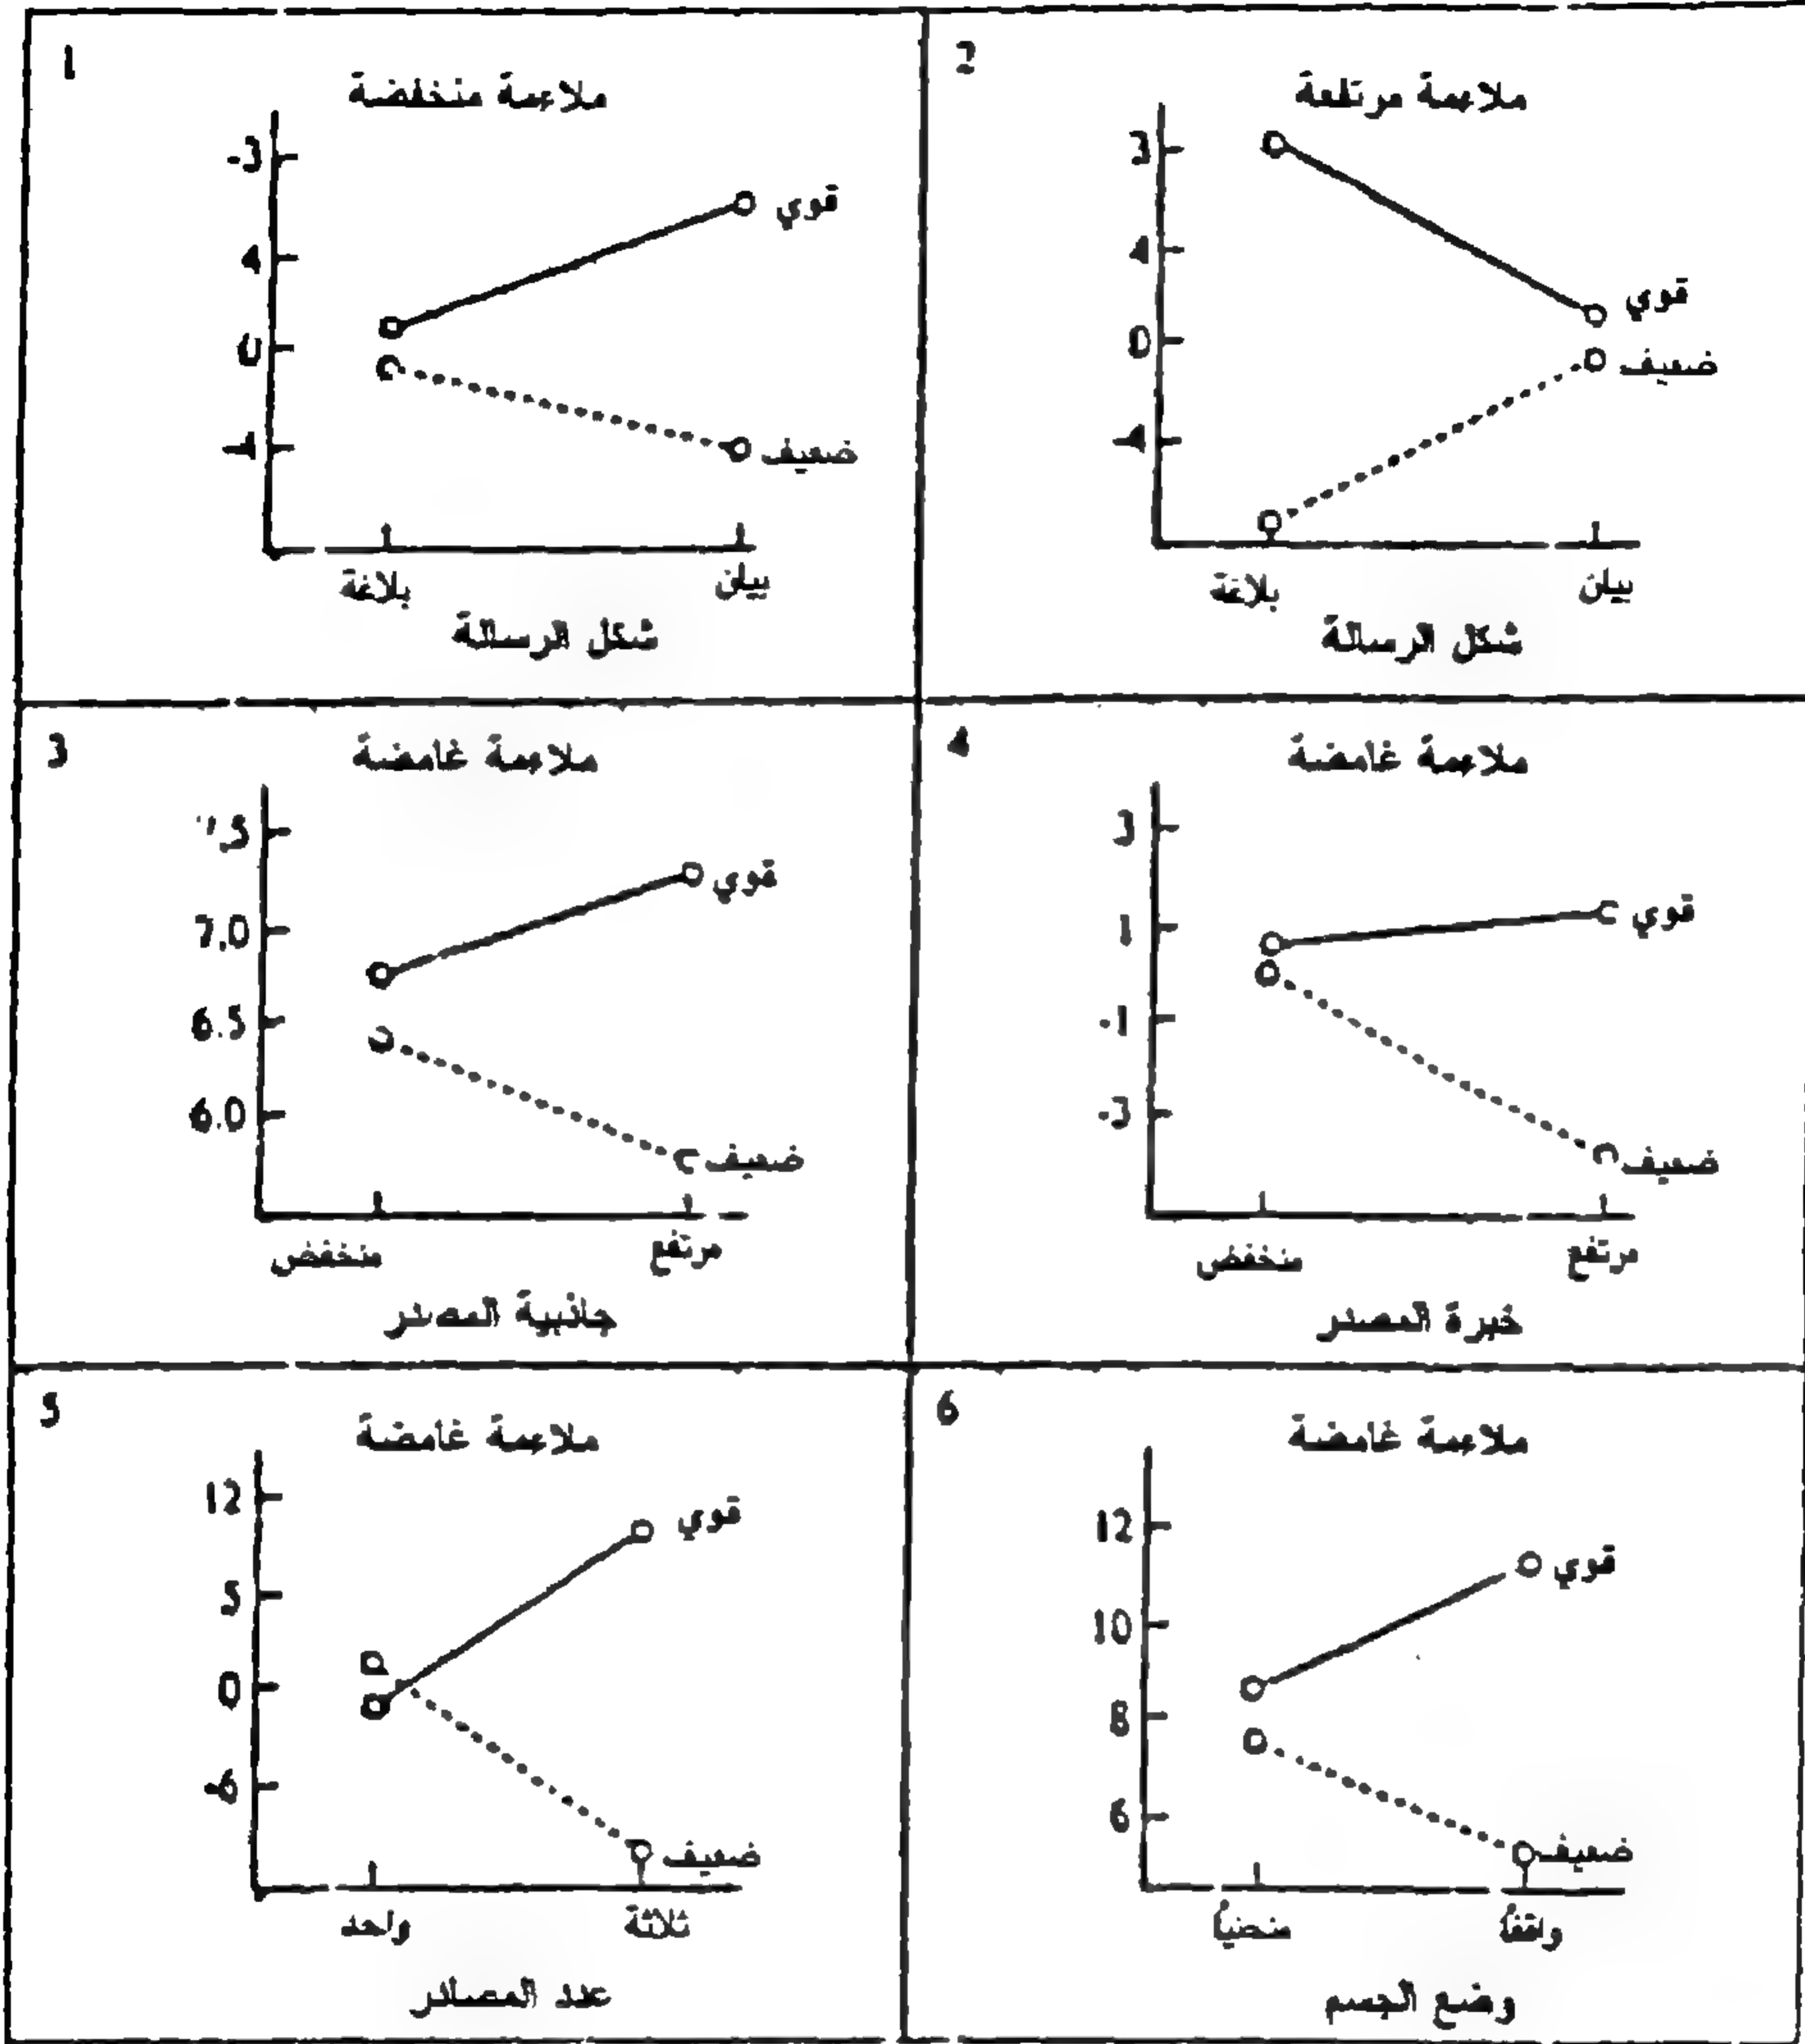 1
ملاءمة منخفضة
.3
4
0
-4
قوي
ضعيف
بلاغة
بيان
شكل الرسالة
2
ملاءمة مرتفعة
3
4
0
-4
قوي
ضعيف
بلاغة
بيان
شكل الرسالة
3
ملاءمة غامضة
7.5
7.0
6.5
6.0
قوي
ضعيف
منخفض
مرتفع
جاذبية المصدر
4
ملاءمة غامضة
3
1
.1
.3
قوي
ضعيف
منخفض
مرتفع
خبرة المصدر
5
ملاءمة غامضة
12
5
0
-6
قوي
ضعيف
واحد
ثلاثة
عدد المصادر
6
ملاءمة غامضة
12
10
8
6
قوي
ضعيف
منحنياً
واقفاً
وضع الجسم